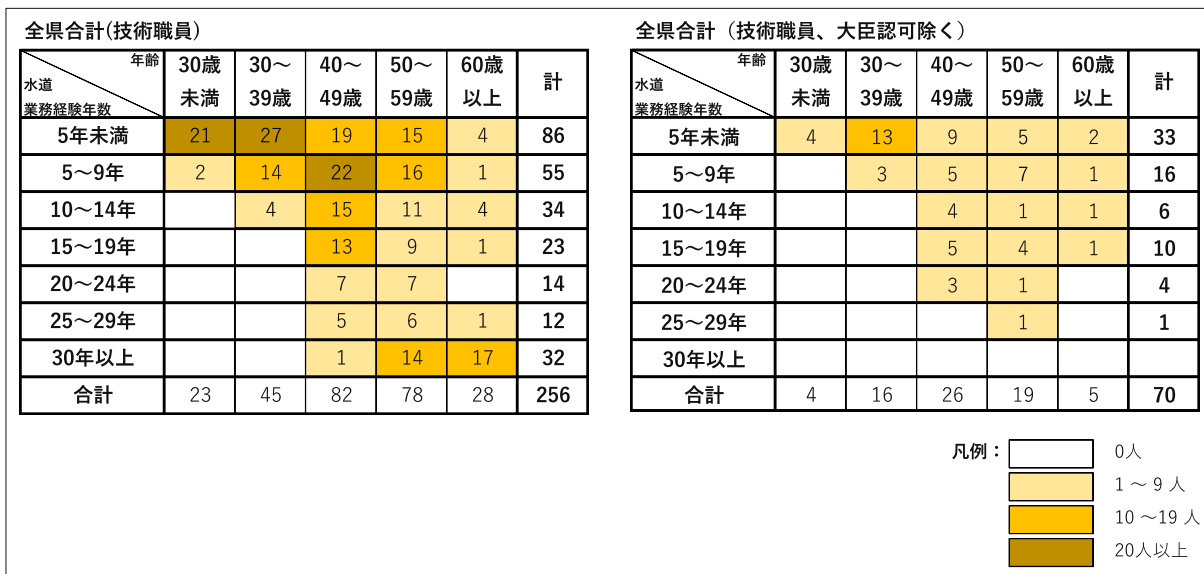 全県合計(技術職員)
年齢 水道 業務経験年数 30歳未満 30～39歳 40～49歳 50～59歳 60歳以上 計
5年未満 21 27 19 15 4 86
5～9年 2 14 22 16 1 55
10～14年 4 15 11 4 34
15～19年 13 9 1 23
20～24年 7 7 14
25～29年 5 6 1 12
30年以上 1 14 17 32
合計 23 45 82 78 28 256
全県合計（技術職員、大臣認可除く）
年齢 水道 業務経験年数 30歳未満 30～39歳 40～49歳 50～59歳 60歳以上 計
5年未満 4 13 9 5 2 33
5～9年 3 5 7 1 16
10～14年 4 1 1 6
15～19年 5 4 1 10
20～24年 3 1 4
25～29年 1 1
30年以上
合計 4 16 26 19 5 70
凡例：
0人
1～9人
10～19人
20人以上